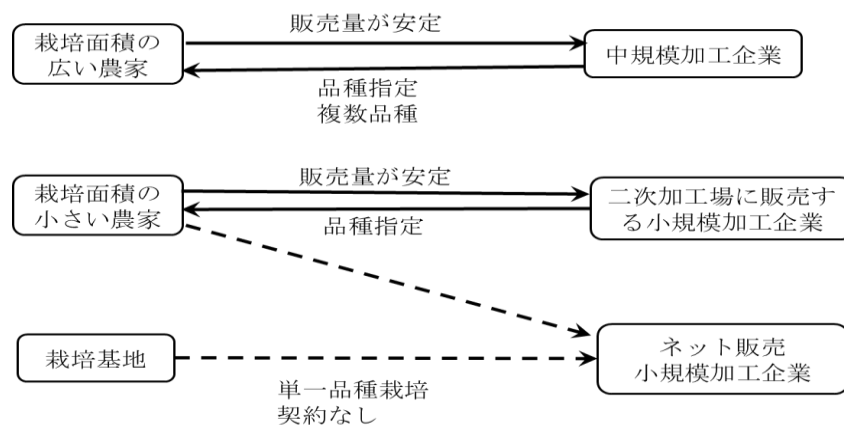 販売量が安定
栽培面積の
広い農家
中規模加工企業
品種指定
複数品種
販売量が安定
栽培面積の
小さい農家
二次加工場に販売す
る小規模加工企業
品種指定
栽培基地
ネット販売
小規模加工企業
単一品種栽培
契約なし